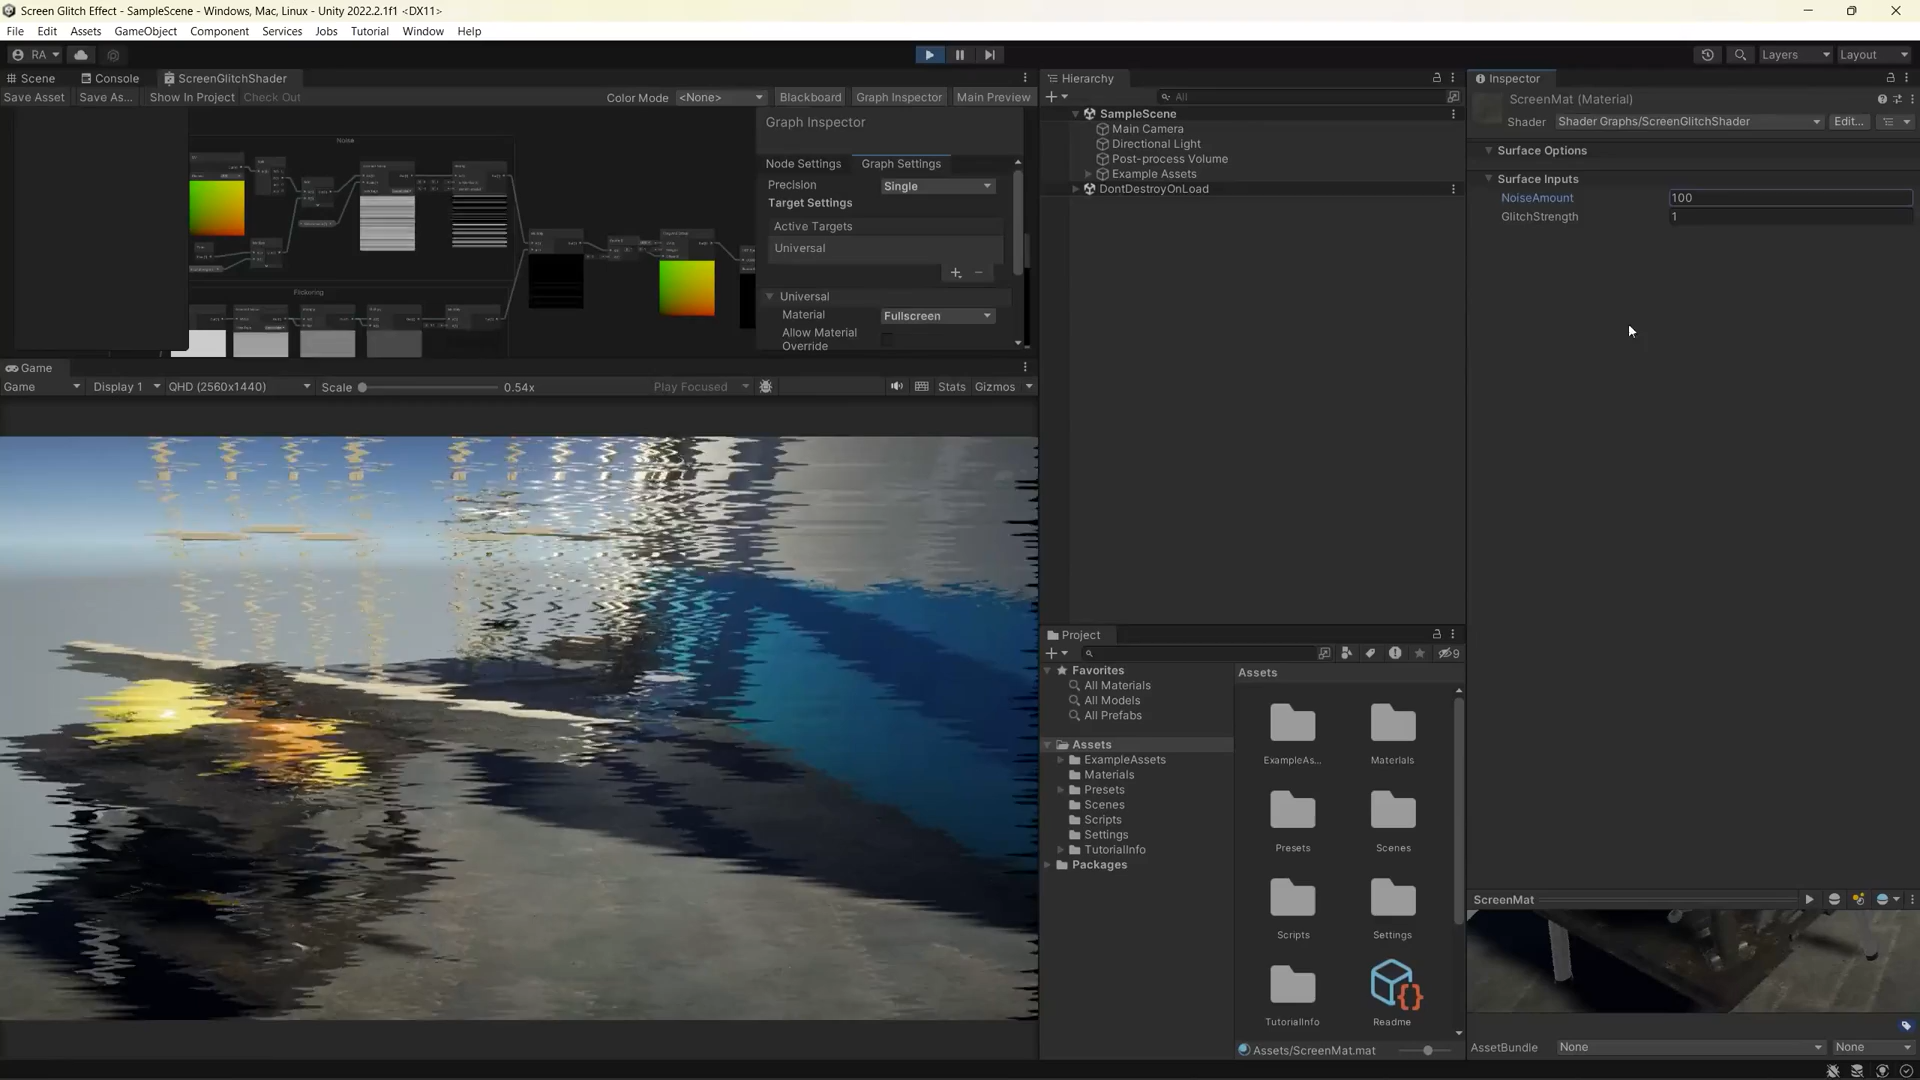 Screen Glitch Effect - SampleScene - Windows, Mac, Linux - Unity 2022.2.1f1 <DX11>
File Edit Assets GameObject Component Services Jobs Tutorial Window Help
RA Layers Layout
Scene Console ScreenGlitchShader
Save Asset Save As... Show In Project Check Out Color Mode <None> Blackboard Graph Inspector Main Preview
Graph Inspector
Node Settings Graph Settings
Precision Single
Target Settings
Active Targets
Universal
Universal
Material Fullscreen
Allow Material
Override
Noise
Flickering
Game
Game Display 1 QHD (2560x1440) Scale 0.54x Play Focused Stats Gizmos
Hierarchy
All
SampleScene
Main Camera
Directional Light
Post-process Volume
Example Assets
DontDestroyOnLoad
Project
9
Favorites
All Materials
All Models
All Prefabs
Assets
ExampleAssets
Materials
Presets
Scenes
Scripts
Settings
TutorialInfo
Packages
Assets
ExampleAs...
Materials
Presets
Scenes
Scripts
Settings
TutorialInfo
Readme
Assets/ScreenMat.mat
Inspector
ScreenMat (Material)
Shader Shader Graphs/ScreenGlitchShader Edit...
Surface Options
Surface Inputs
NoiseAmount 100
GlitchStrength 1
ScreenMat
AssetBundle None None